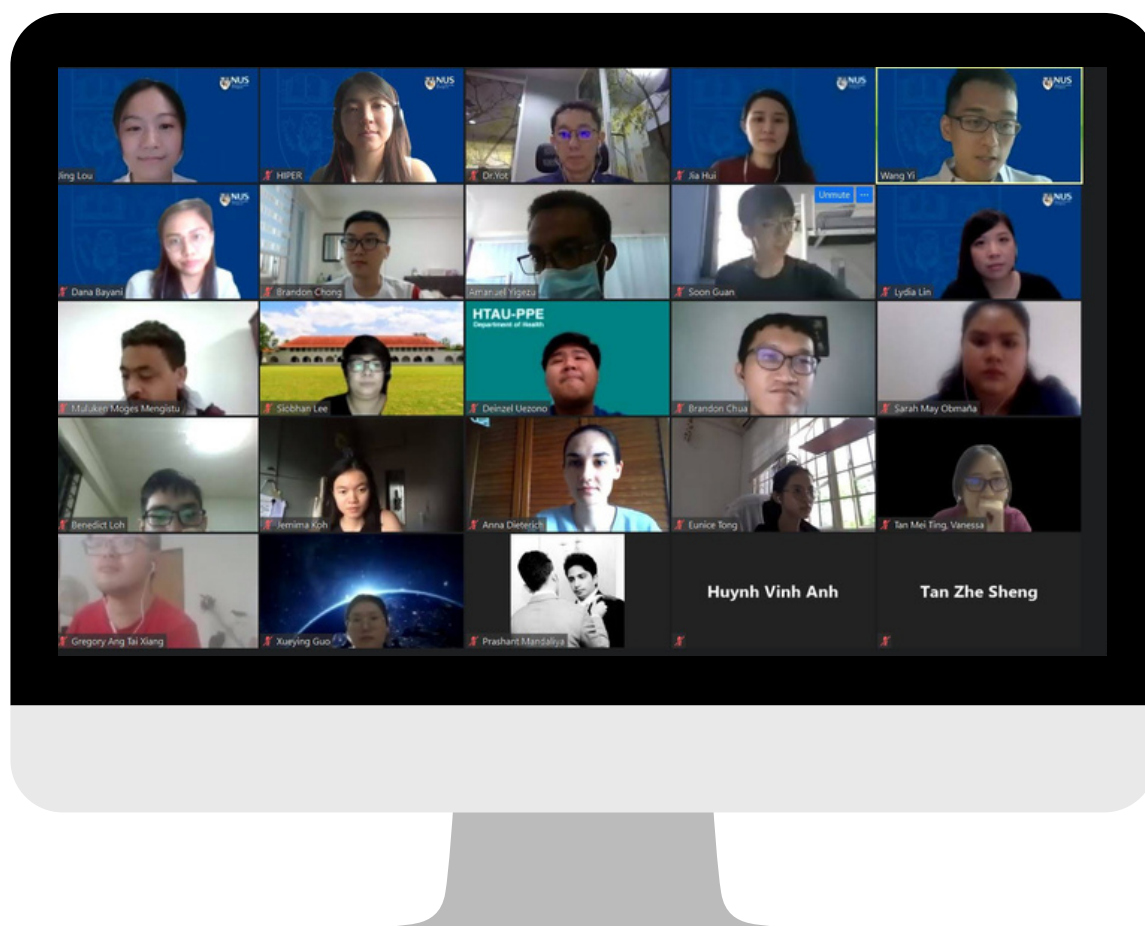 NUS
NUS
NUS
NUS
Jing Lou
HIPER
Dr.Yot
Jia Hui
Wang Yi
NUS
Unmute
NUS
Dana Bayani
Brandon Chong
Amanuel Yigezu
Soon Guan
Lydia Lin
HTAU-PPE
Department of Health
Muluken Moges Mengistu
Siobhan Lee
Deinzel Uezono
Brandon Chua
Sarah May Obmaña
Benedict Loh
Jemima Koh
Anna Dieterich
Eunice Tong
Tan Mei Ting, Vanessa
Huynh Vinh Anh
Tan Zhe Sheng
Gregory Ang Tai Xiang
Xueying Guo
Prashant Mandaliya